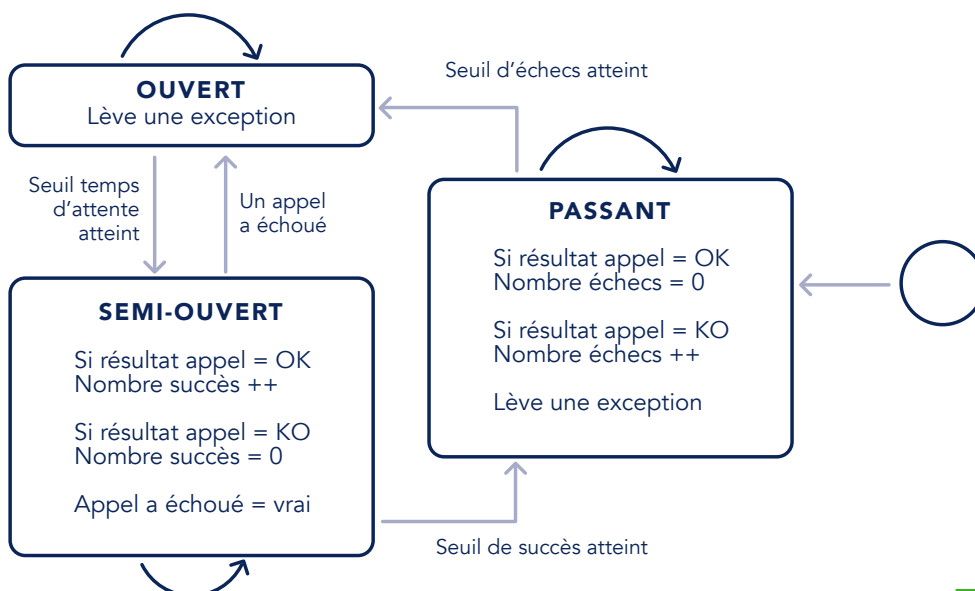 OUVERT
Lève une exception
Seuil d'échecs atteint
Seuil temps
d'attente
atteint
Un appel
a échoué
PASSANT
Si résultat appel = OK
Nombre échecs = 0
Si résultat appel = KO
Nombre échecs ++
Lève une exception
SEMI-OUVERT
Si résultat appel = OK
Nombre succès ++
Si résultat appel = KO
Nombre succès = 0
Appel a échoué = vrai
Seuil de succès atteint